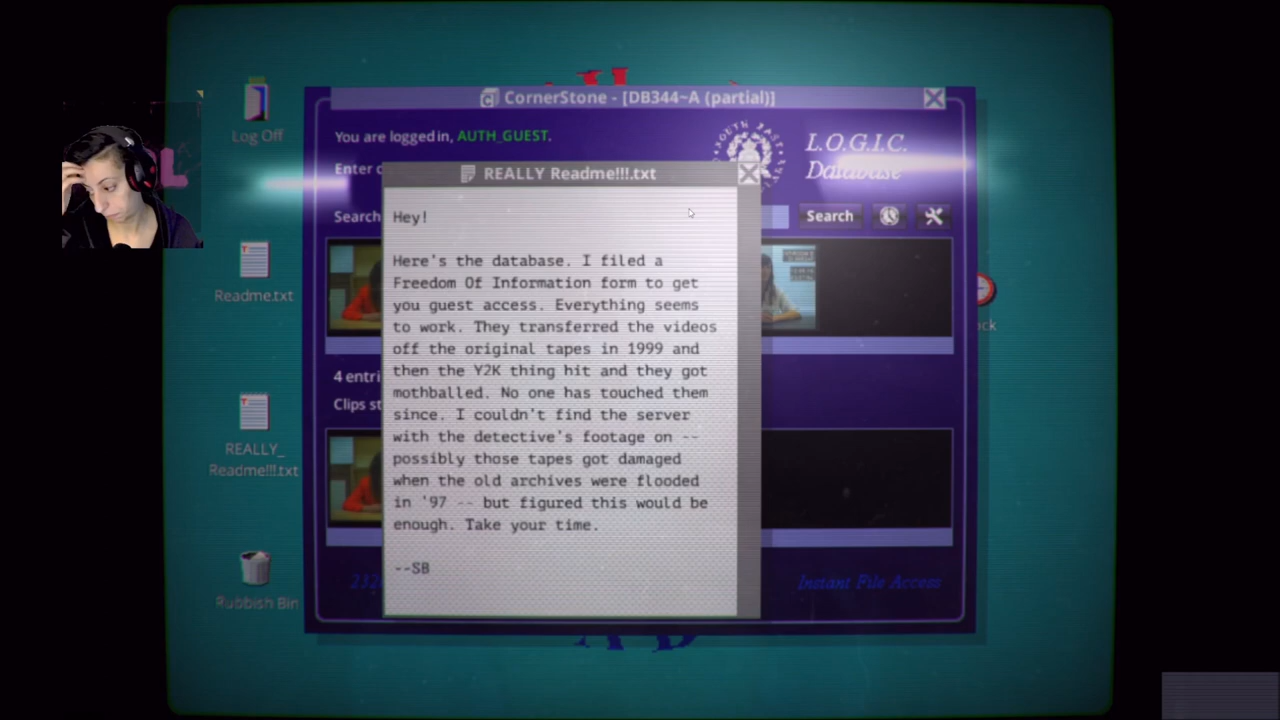 CornerStone - [DB344~A (partial)]
Log Off
You are logged in, AUTH_GUEST.
L.O.G.I.C.
Database
Enter
REALLY Readme!!!.txt
Search
Search
Hey!
Here's the database. I filed a
Freedom Of Information form to get
you guest access. Everything seems
to work. They transferred the videos
off the original tapes in 1999 and
then the Y2K thing hit and they got
mothballed. No one has touched them
since. I couldn't find the server
with the detective's footage on --
possibly those tapes got damaged
when the old archives were flooded
in '97 -- but figured this would be
enough. Take your time.
--SB
Readme.txt
4 entri
Clips st
REALLY_
Readme!!!.txt
Instant File Access
Rubbish Bin